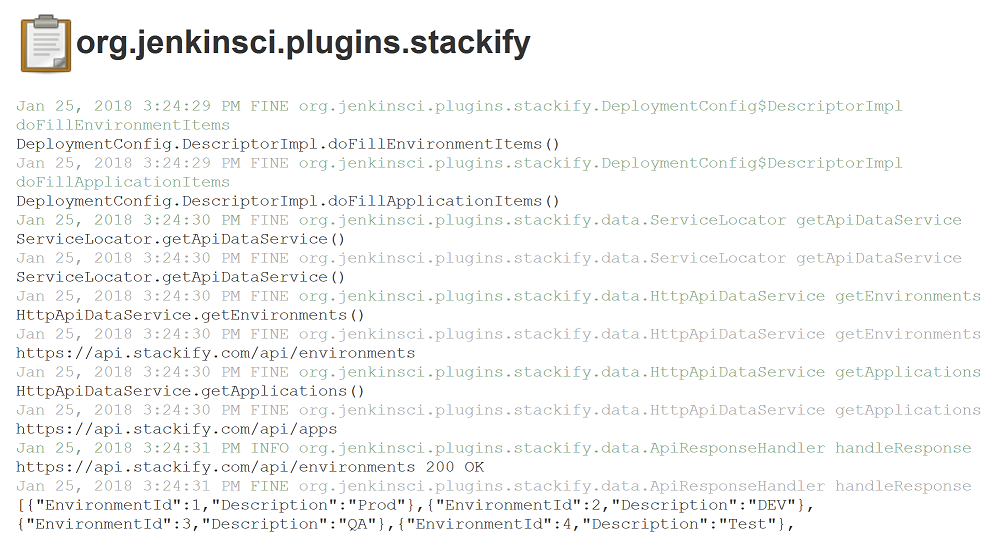 org.jenkinsci.plugins.stackify
Jan 25, 2018 3:24:29 PM FINE org.jenkinsci.plugins.stackify.DeploymentConfig$DescriptorImpl
doFillEnvironmentItems
DeploymentConfig.DescriptorImpl.doFillEnvironmentItems()
Jan 25, 2018 3:24:29 PM FINE org.jenkinsci.plugins.stackify.DeploymentConfig$DescriptorImpl
doFillApplicationItems
DeploymentConfig.DescriptorImpl.doFillApplicationItems()
Jan 25, 2018 3:24:30 PM FINE org.jenkinsci.plugins.stackify.data.ServiceLocator getApiDataService
ServiceLocator.getApiDataService()
Jan 25, 2018 3:24:30 PM FINE org.jenkinsci.plugins.stackify.data.ServiceLocator getApiDataService
ServiceLocator.getApiDataService()
Jan 25, 2018 3:24:30 PM FINE org.jenkinsci.plugins.stackify.data.HttpApiDataService getEnvironments
HttpApiDataService.getEnvironments()
Jan 25, 2018 3:24:30 PM FINE org.jenkinsci.plugins.stackify.data.HttpApiDataService getEnvironments
https://api.stackify.com/api/environments
Jan 25, 2018 3:24:30 PM FINE org.jenkinsci.plugins.stackify.data.HttpApiDataService getApplications
HttpApiDataService.getApplications()
Jan 25, 2018 3:24:30 PM FINE org.jenkinsci.plugins.stackify.data.HttpApiDataService getApplications
https://api.stackify.com/api/apps
Jan 25, 2018 3:24:31 PM INFO org.jenkinsci.plugins.stackify.data.ApiResponseHandler handleResponse
https://api.stackify.com/api/environments 200 OK
Jan 25, 2018 3:24:31 PM FINE org.jenkinsci.plugins.stackify.data.ApiResponseHandler handleResponse
[{"EnvironmentId":1,"Description":"Prod"},{"EnvironmentId":2,"Description":"DEV"},
{"EnvironmentId":3,"Description":"QA"},{"EnvironmentId":4,"Description":"Test"},